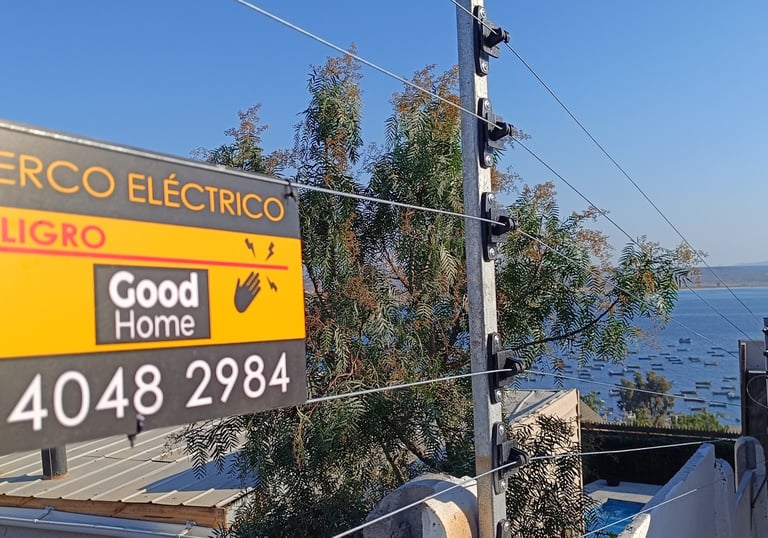 ERCO ELÉCTRICO
LIGRO
Good
Home
4048 2984